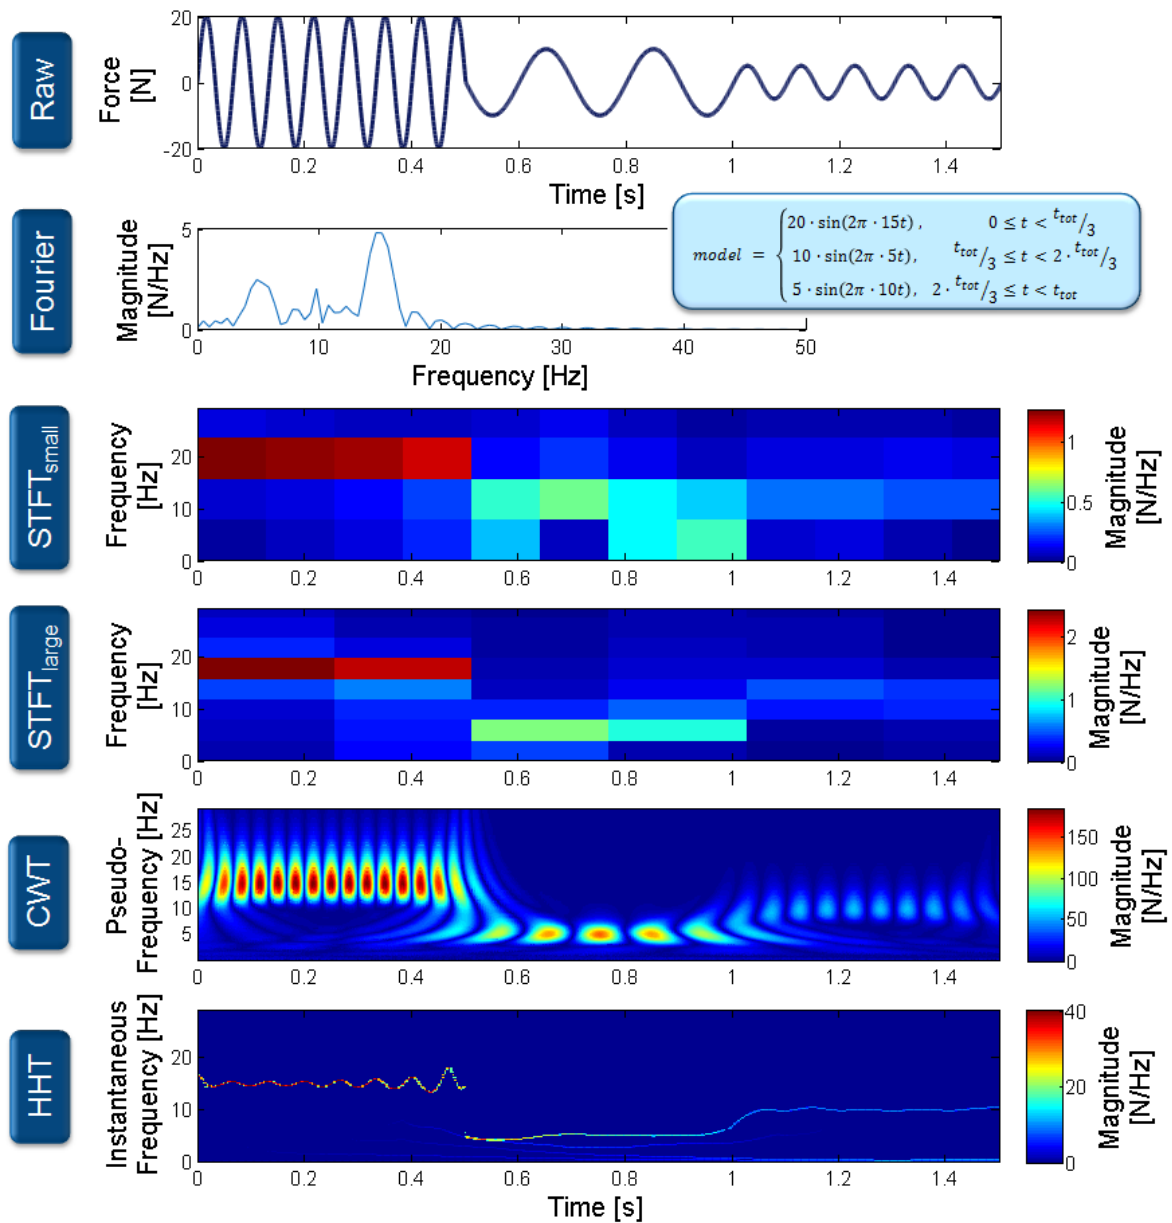 Raw
Force
[N]
20
0
-20
0 0.2 0.4 0.6 0.8 1 1.2 1.4
Time [s]
Fourier
Magnitude
[N/Hz]
5
0
0 10 20 30 40 50
Frequency [Hz]
model = { 20 · sin(2π · 15t) , 0 ≤ t < t_tot/3
10 · sin(2π · 5t), t_tot/3 ≤ t < 2 · t_tot/3
5 · sin(2π · 10t), 2 · t_tot/3 ≤ t < t_tot
STFTsmall
Frequency
[Hz]
20
10
0
0 0.2 0.4 0.6 0.8 1 1.2 1.4
1
0.5
0
Magnitude
[N/Hz]
STFTlarge
Frequency
[Hz]
20
10
0
0 0.2 0.4 0.6 0.8 1 1.2 1.4
2
1
0
Magnitude
[N/Hz]
CWT
Pseudo-
Frequency [Hz]
25
20
15
10
5
0 0.2 0.4 0.6 0.8 1 1.2 1.4
150
100
50
0
Magnitude
[N/Hz]
HHT
Instantaneous
Frequency [Hz]
20
10
0
0 0.2 0.4 0.6 0.8 1 1.2 1.4
Time [s]
40
20
0
Magnitude
[N/Hz]